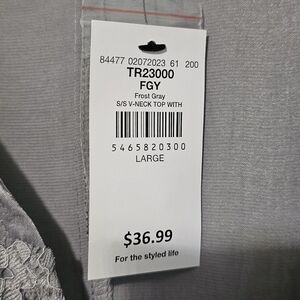 84477 02072023 61 200
TR23000
FGY
Frost Gray
S/S V-NECK TOP WITH
5465820300
LARGE
$36.99
For the styled life